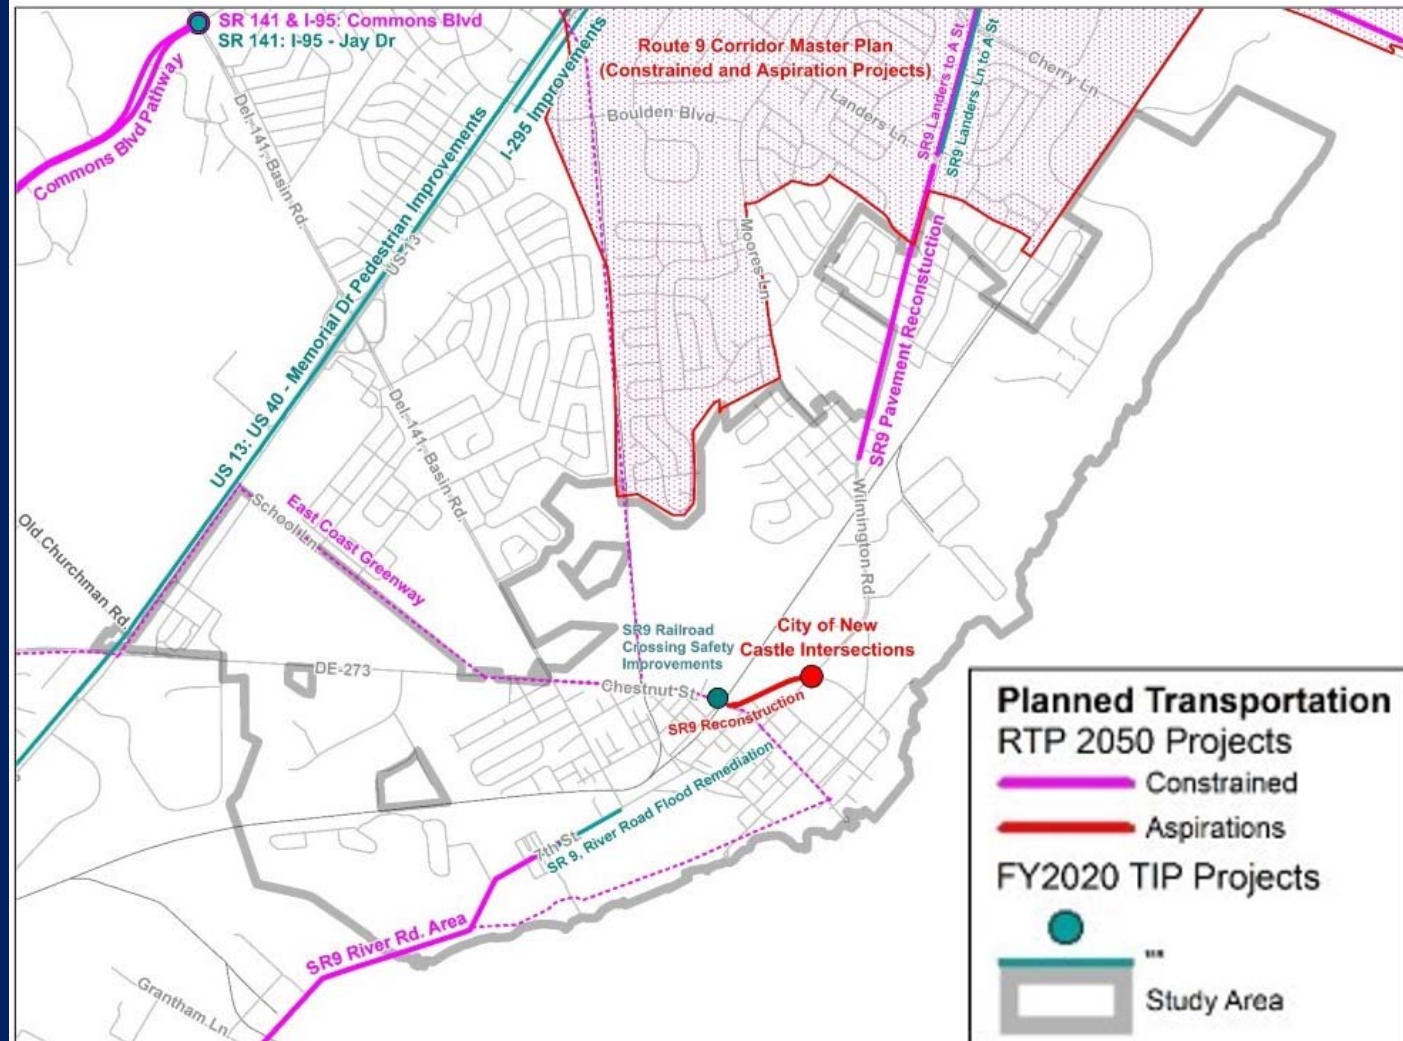 SR 141 & I-95: Commons Blvd
SR 141: I-95 - Jay Dr
Commons Blvd Pathway
Del. 141, Basin Rd.
US 13: US 40 - Memorial Dr Pedestrian Improvements
US-13
I-295 Improvements
Route 9 Corridor Master Plan
(Constrained and Aspiration Projects)
Boulden Blvd.
Landers Ln.
Cherry Ln.
SR9 Landers to A St
SR9 Landers Ln to A St
Moores Ln.
SR9 Pavement Reconstuction
Del. 141, Basin Rd.
Old Churchman Rd.
School Ln.
East Coast Greenway
Wilmington Rd
DE-273
SR9 Railroad
Crossing Safety
Improvements
City of New
Castle Intersections
Chestnut St.
SR9 Reconstruction
7th St.
SR 9, River Road Flood Remediation
SR9 River Rd. Area
Grantham Ln.
Planned Transportation
RTP 2050 Projects
Constrained
Aspirations
FY2020 TIP Projects
Study Area